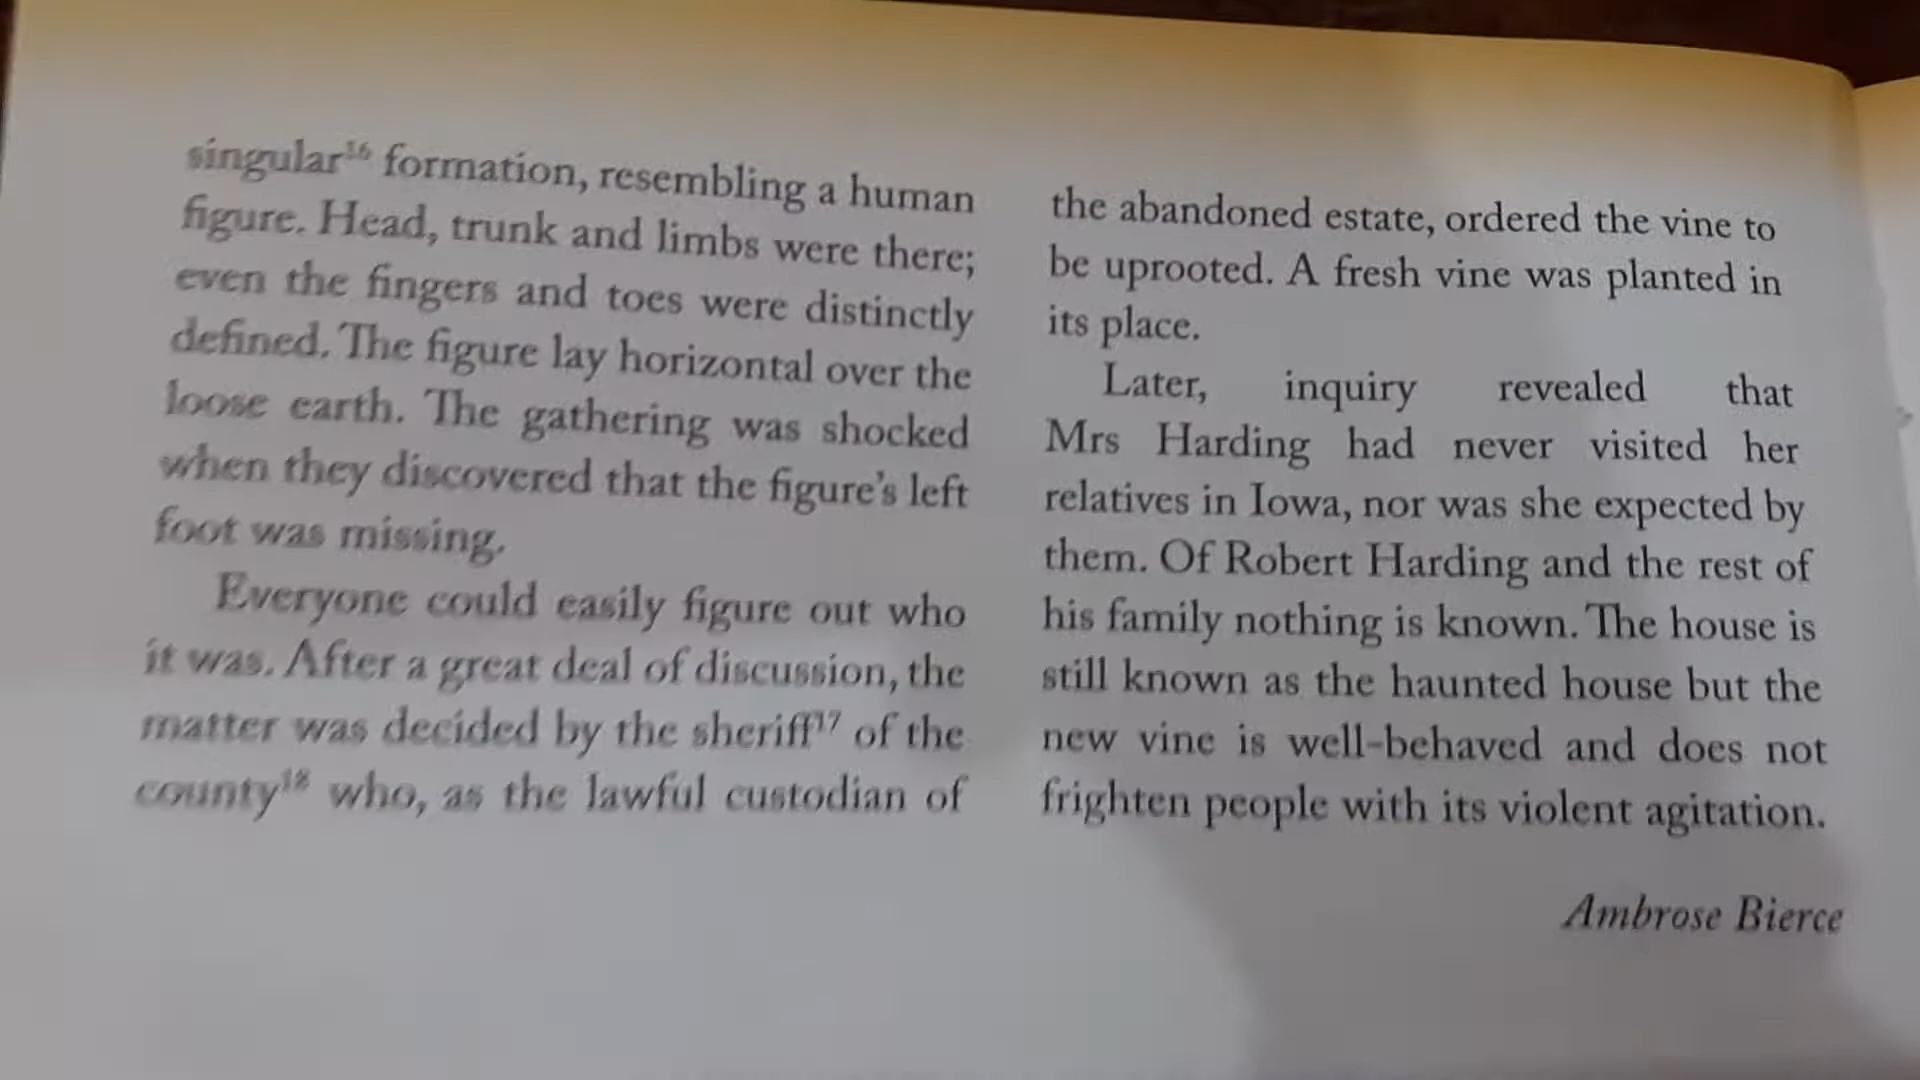 singular¹⁶ formation, resembling a human
figure. Head, trunk and limbs were there;
even the fingers and toes were distinctly
defined. The figure lay horizontal over the
loose earth. The gathering was shocked
when they discovered that the figure's left
foot was missing.
Everyone could easily figure out who
it was. After a great deal of discussion, the
matter was decided by the sheriff¹⁷ of the
county¹⁸ who, as the lawful custodian of
the abandoned estate, ordered the vine to
be uprooted. A fresh vine was planted in
its place.
Later, inquiry revealed that
Mrs Harding had never visited her
relatives in Iowa, nor was she expected by
them. Of Robert Harding and the rest of
his family nothing is known. The house is
still known as the haunted house but the
new vine is well-behaved and does not
frighten people with its violent agitation.
Ambrose Bierce